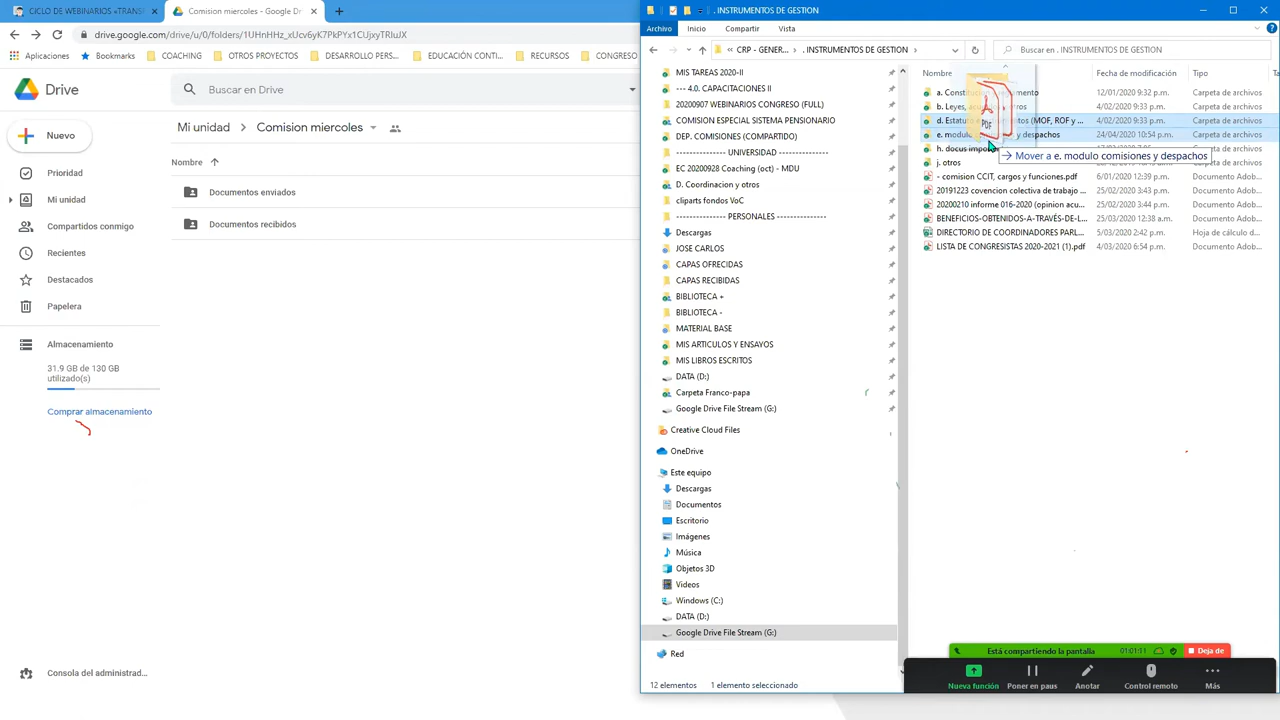 CICLO DE WEBINARIOS «TRANSF
Comision miercoles - Google Dr
drive.google.com/drive/u/0/folders/1UHnHHz_xUcv6yK7PkPYx1CUjxyTRluJX
Aplicaciones
Bookmarks
COACHING
OTROS PROYECTOS
DESARROLLO PERS...
EDUCACIÓN CONTI...
RECURSOS
CONGRESO
Drive
Buscar en Drive
Nuevo
Mi unidad
Comision miercoles
Nombre
Prioridad
Mi unidad
Compartidos conmigo
Recientes
Destacados
Papelera
Almacenamiento
31.9 GB de 130 GB
utilizado(s)
Comprar almacenamiento
Consola del administrad...
Documentos enviados
Documentos recibidos
. INSTRUMENTOS DE GESTION
Archivo
Inicio
Compartir
Vista
« CRP - GENER... › . INSTRUMENTOS DE GESTION ›
Buscar en . INSTRUMENTOS DE GESTION
MIS TAREAS 2020-II
--- 4.0. CAPACITACIONES II
20200907 WEBINARIOS CONGRESO (FULL)
COMISION ESPECIAL SISTEMA PENSIONARIO
DEP. COMISIONES (COMPARTIDO)
--------------- UNIVERSIDAD ---------------
EC 20200928 Coaching (oct) - MDU
D. Coordinacion y otros
cliparts fondos VoC
--------------- PERSONALES ---------------
Descargas
JOSE CARLOS
CAPAS OFRECIDAS
CAPAS RECIBIDAS
BIBLIOTECA +
BIBLIOTECA -
MATERIAL BASE
MIS ARTICULOS Y ENSAYOS
MIS LIBROS ESCRITOS
DATA (D:)
Carpeta Franco-papa
Google Drive File Stream (G:)
Creative Cloud Files
OneDrive
Este equipo
Descargas
Documentos
Escritorio
Imágenes
Música
Objetos 3D
Videos
Windows (C:)
DATA (D:)
Google Drive File Stream (G:)
Red
12 elementos
1 elemento seleccionado
Nombre
Fecha de modificación
Tipo
12/01/2020 9:32 p.m.
Carpeta de archivos
b. Leyes,
4/02/2020 9:33 p.m.
Carpeta de archivos
(MOF, ROF y ...
4/02/2020 9:33 p.m.
Carpeta de archivos
y despachos
24/04/2020 10:54 p.m.
Carpeta de archivos
Carpeta de archivos
j. otros
- comision CCIT, cargos y funciones.pdf
6/01/2020 12:39 p.m.
Documento Adob...
20191223 covencion colectiva de trabajo ...
25/02/2020 3:43 p.m.
Documento Adob...
20200210 informe 016-2020 (opinion acu...
25/02/2020 3:44 p.m.
Documento Adob...
BENEFICIOS-OBTENIDOS-A-TRAVÉS-DE-L...
25/03/2020 12:38 a.m.
Documento Adob...
DIRECTORIO DE COORDINADORES PARL...
5/03/2020 2:42 p.m.
Hoja de cálculo d...
LISTA DE CONGRESISTAS 2020-2021 (1).pdf
4/03/2020 6:45 p.m.
Documento Adob...
PDF
Mover a e. modulo comisiones y despachos
Está compartiendo la pantalla
01:01:11
Deja de
Nueva función
Poner en paus
Anotar
Control remoto
Más